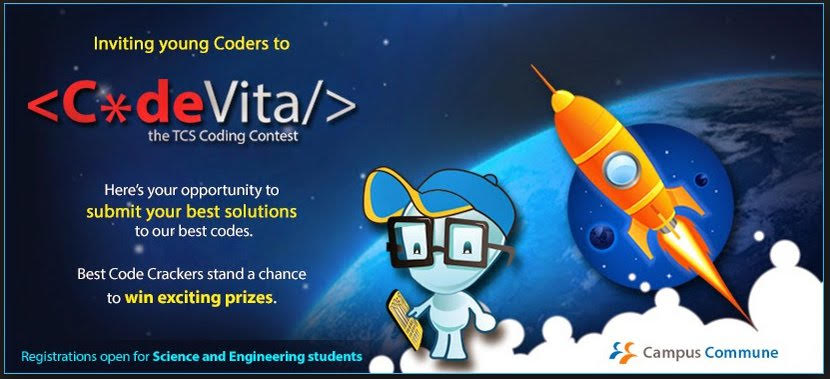 Inviting young Coders to
<C*deVita/>
the TCS Coding Contest
Here's your opportunity to
submit your best solutions
to our best codes.
Best Code Crackers stand a chance
to win exciting prizes.
Registrations open for Science and Engineering students
Campus Commune